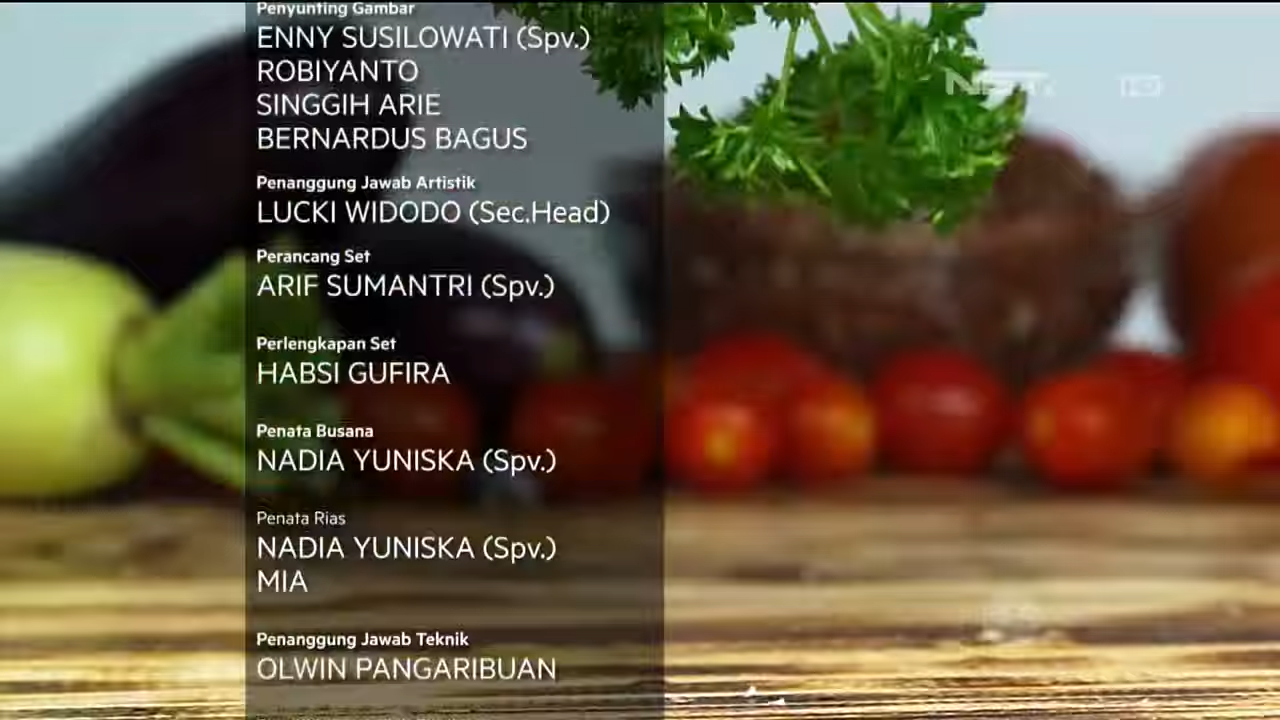 Penyunting Gambar
ENNY SUSILOWATI (Spv.)
ROBIYANTO
SINGGIH ARIE
BERNARDUS BAGUS
Penanggung Jawab Artistik
LUCKI WIDODO (Sec.Head)
Perancang Set
ARIF SUMANTRI (Spv.)
Perlengkapan Set
HABSI GUFIRA
Penata Busana
NADIA YUNISKA (Spv.)
Penata Rias
NADIA YUNISKA (Spv.)
MIA
Penanggung Jawab Teknik
OLWIN PANGARIBUAN
NET.